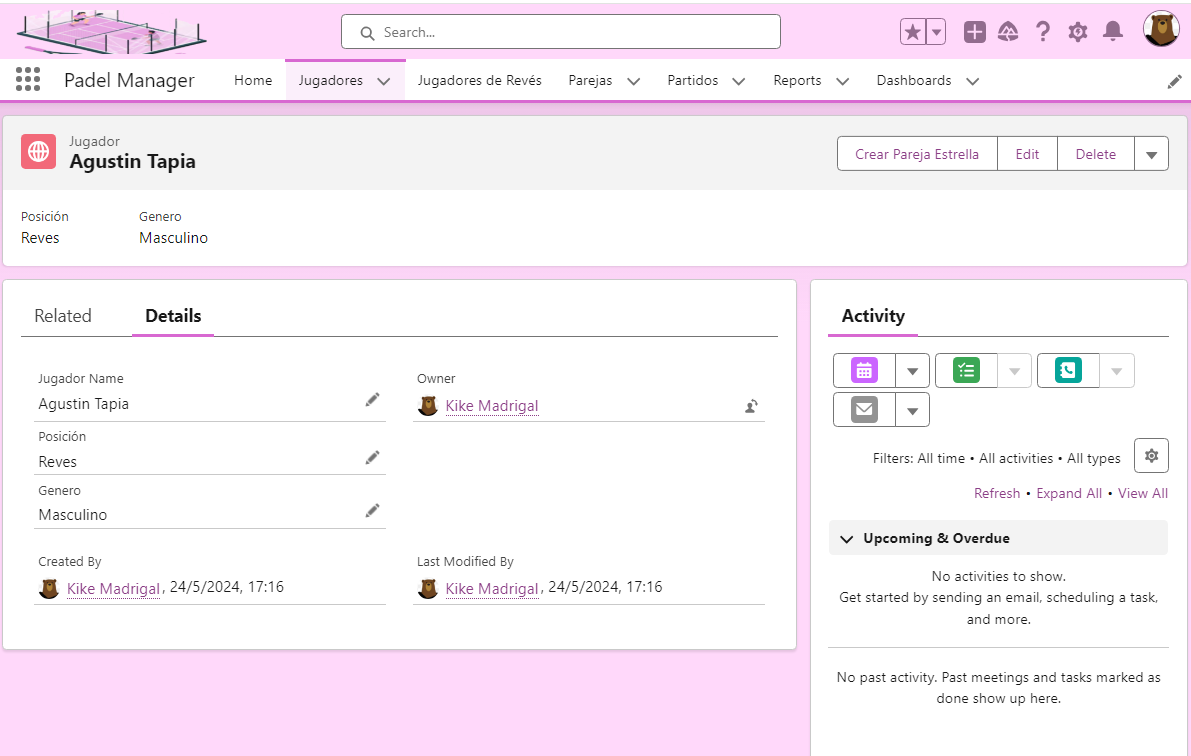 Search...
Padel Manager
Home
Jugadores
Jugadores de Revés
Parejas
Partidos
Reports
Dashboards
Jugador
Agustin Tapia
Crear Pareja Estrella
Edit
Delete
Posición
Genero
Reves
Masculino
Related
Details
Jugador Name
Agustin Tapia
Owner
Kike Madrigal
Posición
Reves
Genero
Masculino
Created By
Kike Madrigal, 24/5/2024, 17:16
Last Modified By
Kike Madrigal, 24/5/2024, 17:16
Activity
Filters: All time • All activities • All types
Refresh • Expand All • View All
Upcoming & Overdue
No activities to show.
Get started by sending an email, scheduling a task,
and more.
No past activity. Past meetings and tasks marked as
done show up here.